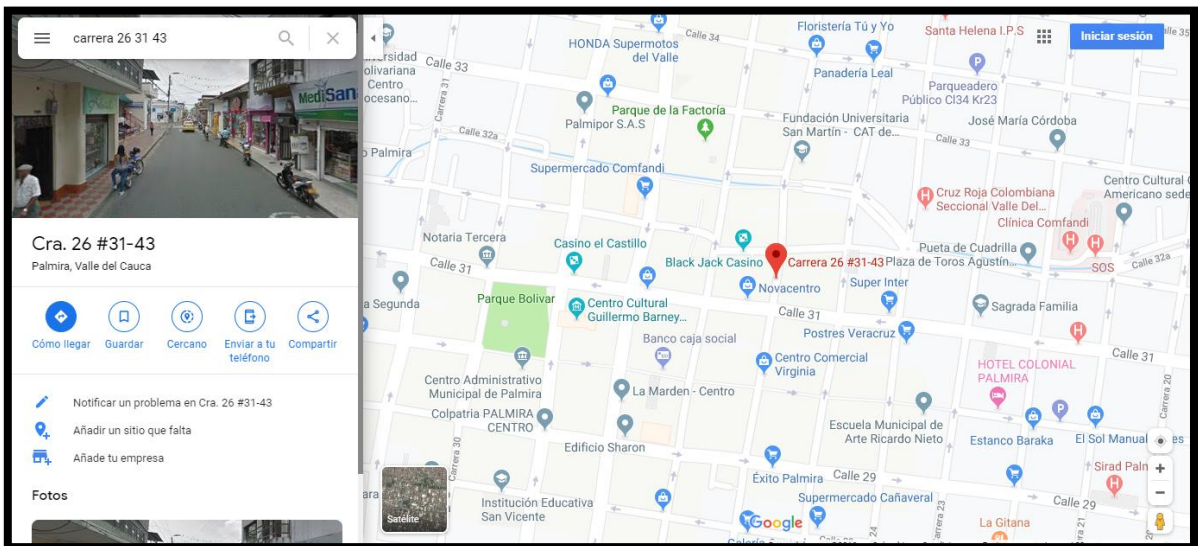 carrera 26 31 43
MediSan
Cra. 26 #31-43
Palmira, Valle del Cauca
Cómo llegar
Guardar
Cercano
Enviar a tu
teléfono
Compartir
Notificar un problema en Cra. 26 #31-43
Añadir un sitio que falta
Añade tu empresa
Fotos
Iniciar sesión
Calle 34
Floristería Tú y Yo
Santa Helena I.P.S
HONDA Supermotos
del Valle
Calle 33
olivariana
Centro
Carrera 31
Panadería Leal
Parqueadero
Público Cl34 Kr23
Parque de la Factoría
Palmipor S.A.S
Fundación Universitaria
San Martín - CAT de...
José María Córdoba
Calle 32a
Calle 33
Palmira
Supermercado Comfandi
Cruz Roja Colombiana
Seccional Valle Del...
Centro Cultural
Americano sede
Clínica Comfandi
Notaria Tercera
Casino el Castillo
Black Jack Casino
Carrera 26 #31-43
Pueta de Cuadrilla
Plaza de Toros Agustín...
SOS
Calle 32a
Calle 31
Novacentro
Super Inter
a Segunda
Parque Bolivar
Centro Cultural
Guillermo Barney...
Calle 31
Sagrada Familia
Postres Veracruz
Banco caja social
Calle 31
Centro Comercial
Virginia
HOTEL COLONIAL
PALMIRA
Centro Administrativo
Municipal de Palmira
La Marden - Centro
Carrera 20
Colpatria PALMIRA
CENTRO
Escuela Municipal de
Arte Ricardo Nieto
Estanco Baraka
El Sol Manual
Edificio Sharon
Carrera 30
Éxito Palmira
Calle 29
Sirad Palm
Satélite
Institución Educativa
San Vicente
Supermercado Cañaveral
Calle 29
Google
La Gitana